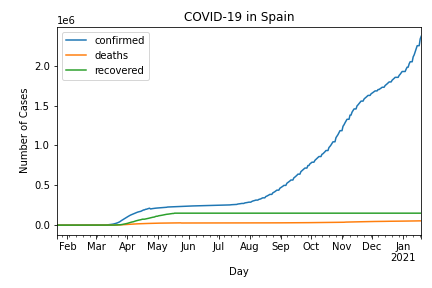 COVID-19 in Spain
1e6
confirmed
deaths
recovered
2.0
1.5
1.0
0.5
0.0
Number of Cases
Feb Mar Apr May Jun Jul Aug Sep Oct Nov Dec Jan
2021
Day